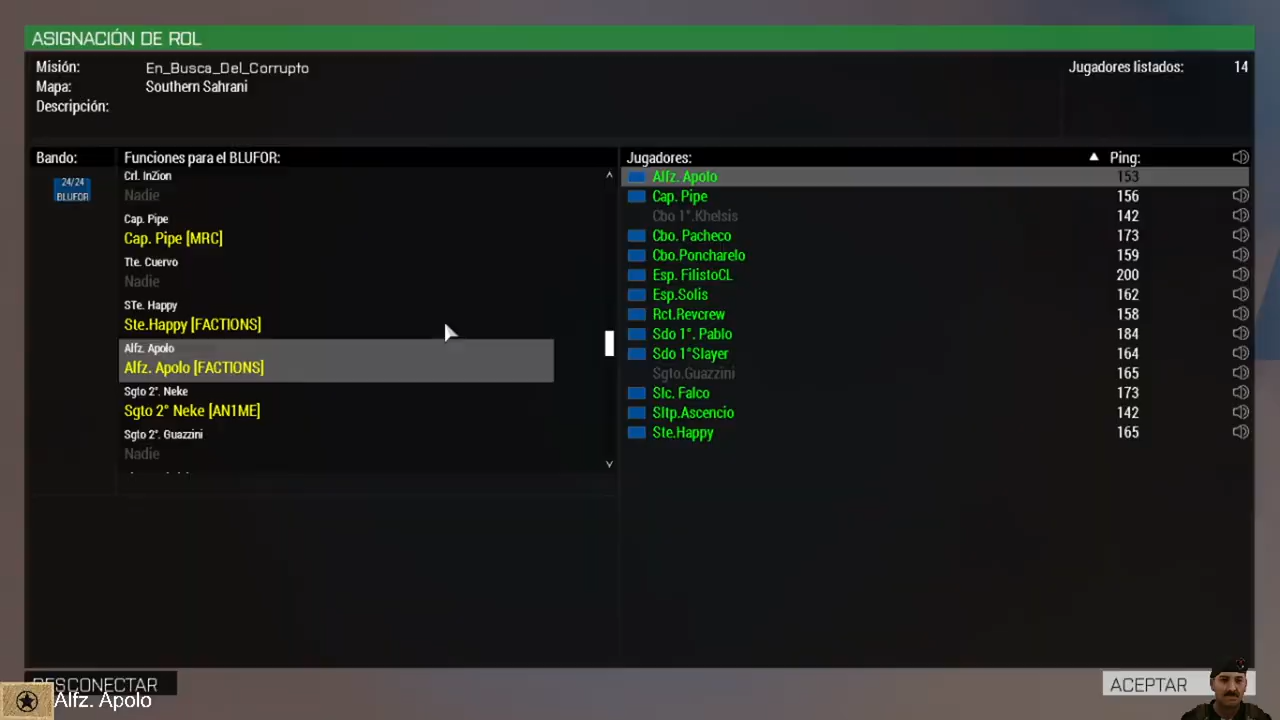 ASIGNACIÓN DE ROL
Misión: En_Busca_Del_Corrupto Jugadores listados: 14
Mapa: Southern Sahrani
Descripción:
Bando: Funciones para el BLUFOR:
24/24
BLUFOR
Crl. InZion
Nadie
Cap. Pipe
Cap. Pipe [MRC]
Tte. Cuervo
Nadie
STe. Happy
Ste.Happy [FACTIONS]
Alfz. Apolo
Alfz. Apolo [FACTIONS]
Sgto 2°. Neke
Sgto 2° Neke [AN1ME]
Sgto 2°. Guazzini
Nadie
Jugadores: Ping:
Alfz. Apolo 153
Cap. Pipe 156
Cbo 1°.Khelsis 142
Cbo. Pacheco 173
Cbo.Poncharelo 159
Esp. FilistoCL 200
Esp.Solis 162
Rct.Revcrew 158
Sdo 1°. Pablo 184
Sdo 1°Slayer 164
Sgto.Guazzini 165
Slc. Falco 173
Sltp.Ascencio 142
Ste.Happy 165
DESCONECTAR
ACEPTAR
Alfz. Apolo